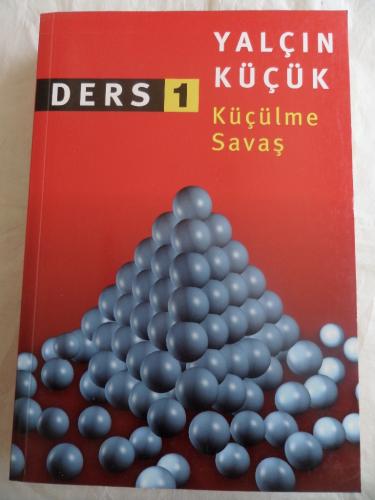 YALÇIN
KÜÇÜK
DERS 1
Küçülme
Savaş